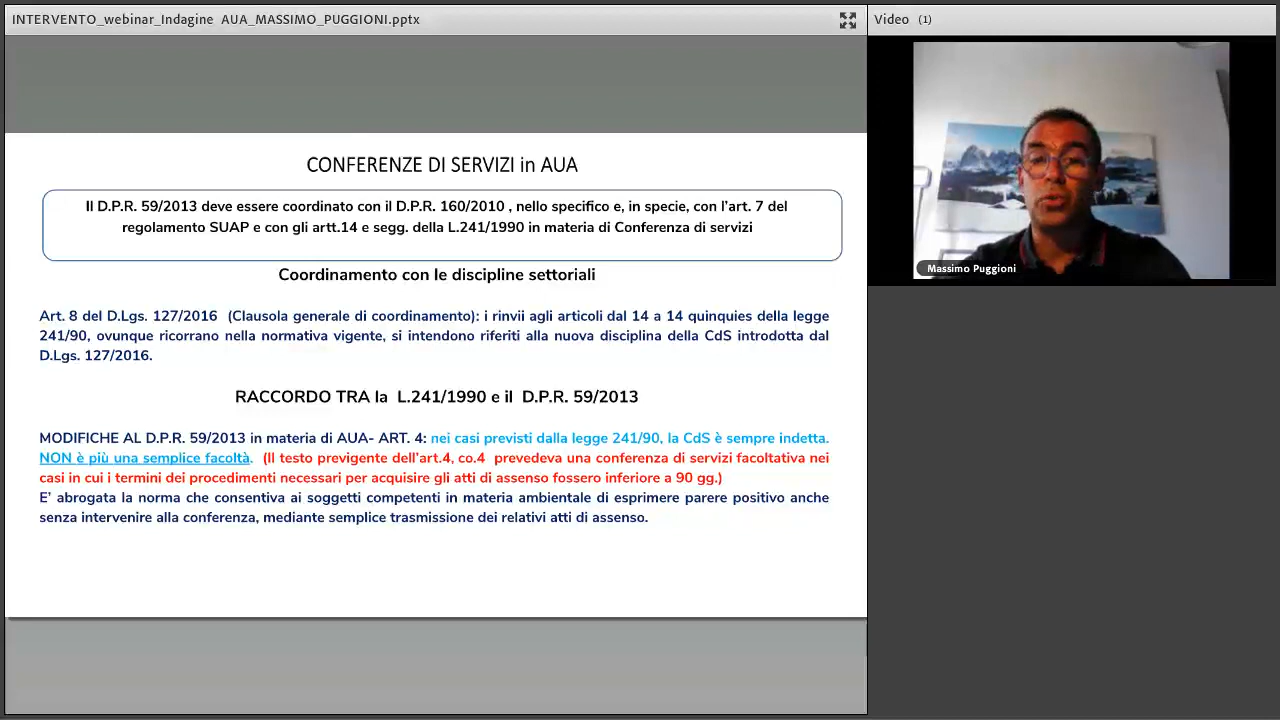 INTERVENTO_webinar_Indagine  AUA_MASSIMO_PUGGIONI.pptx
Video (1)
CONFERENZE DI SERVIZI in AUA
Il D.P.R. 59/2013 deve essere coordinato con il D.P.R. 160/2010 , nello specifico e, in specie, con l’art. 7 del
regolamento SUAP e con gli artt.14 e segg. della L.241/1990 in materia di Conferenza di servizi
Coordinamento con le discipline settoriali
Art. 8 del D.Lgs. 127/2016  (Clausola generale di coordinamento): i rinvii agli articoli dal 14 a 14 quinquies della legge
241/90, ovunque ricorrano nella normativa vigente, si intendono riferiti alla nuova disciplina della CdS introdotta dal
D.Lgs. 127/2016.
RACCORDO TRA la  L.241/1990 e il  D.P.R. 59/2013
MODIFICHE AL D.P.R. 59/2013 in materia di AUA- ART. 4: nei casi previsti dalla legge 241/90, la CdS è sempre indetta.
NON è più una semplice facoltà.  (Il testo previgente dell’art.4, co.4  prevedeva una conferenza di servizi facoltativa nei
casi in cui i termini dei procedimenti necessari per acquisire gli atti di assenso fossero inferiore a 90 gg.)
E’ abrogata la norma che consentiva ai soggetti competenti in materia ambientale di esprimere parere positivo anche
senza intervenire alla conferenza, mediante semplice trasmissione dei relativi atti di assenso.
Massimo Puggioni